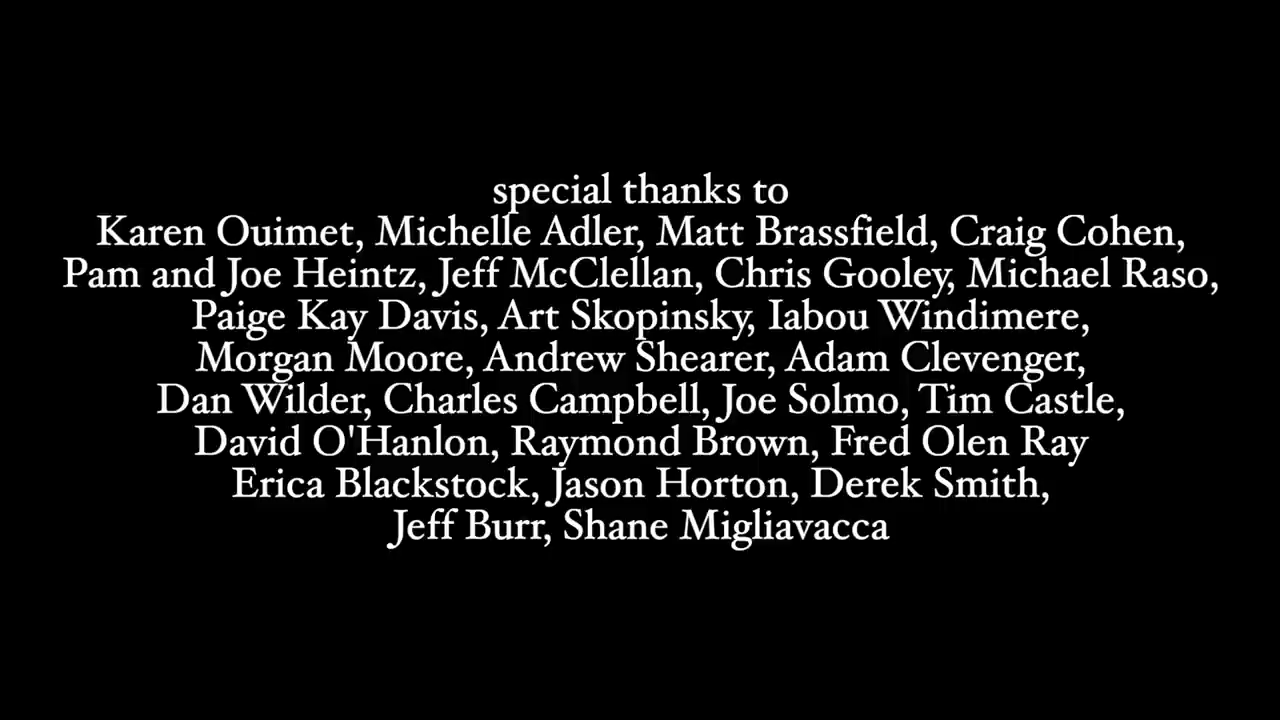 special thanks to
Karen Ouimet, Michelle Adler, Matt Brassfield, Craig Cohen,
Pam and Joe Heintz, Jeff McClellan, Chris Gooley, Michael Raso,
Paige Kay Davis, Art Skopinsky, Iabou Windimere,
Morgan Moore, Andrew Shearer, Adam Clevenger,
Dan Wilder, Charles Campbell, Joe Solmo, Tim Castle,
David O'Hanlon, Raymond Brown, Fred Olen Ray
Erica Blackstock, Jason Horton, Derek Smith,
Jeff Burr, Shane Migliavacca